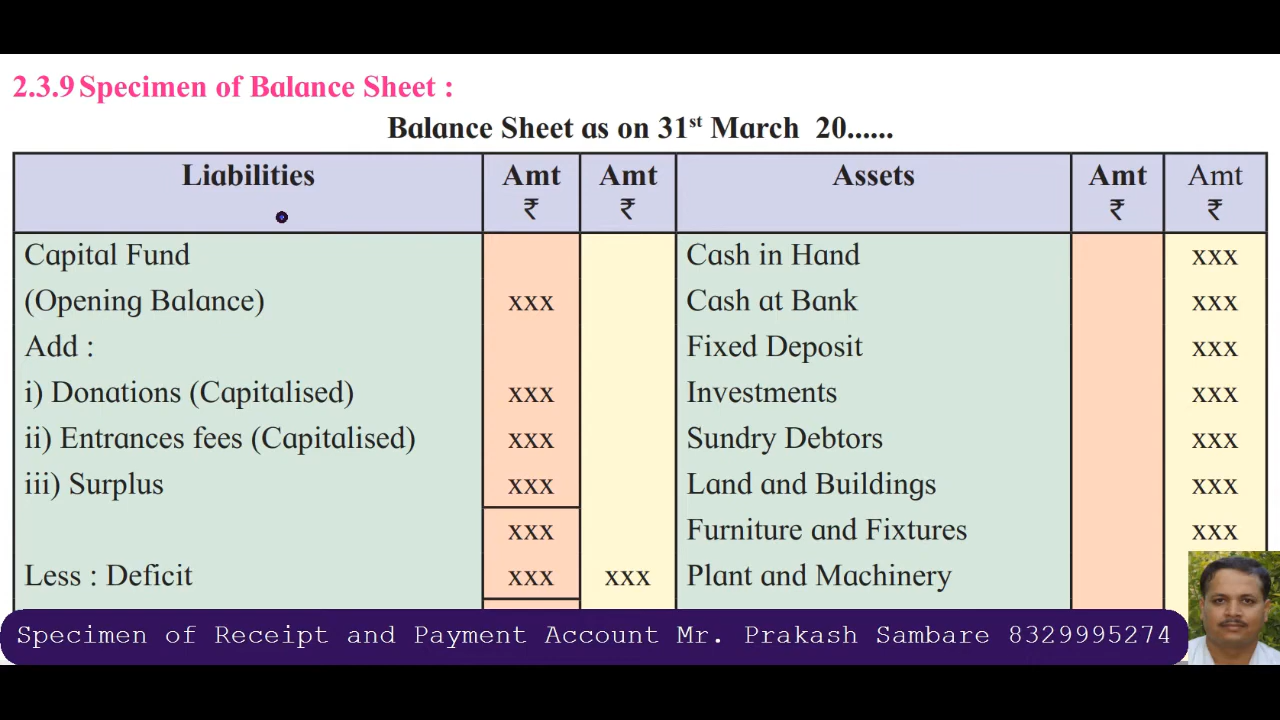 2.3.9 Specimen of Balance Sheet :
Balance Sheet as on 31st March 20......
Liabilities Amt ₹ Amt ₹ Assets Amt ₹ Amt ₹
Capital Fund Cash in Hand xxx
(Opening Balance) xxx Cash at Bank xxx
Add : Fixed Deposit xxx
i) Donations (Capitalised) xxx Investments xxx
ii) Entrances fees (Capitalised) xxx Sundry Debtors xxx
iii) Surplus xxx Land and Buildings xxx
xxx Furniture and Fixtures xxx
Less : Deficit xxx xxx Plant and Machinery
Specimen of Receipt and Payment Account Mr. Prakash Sambare 8329995274